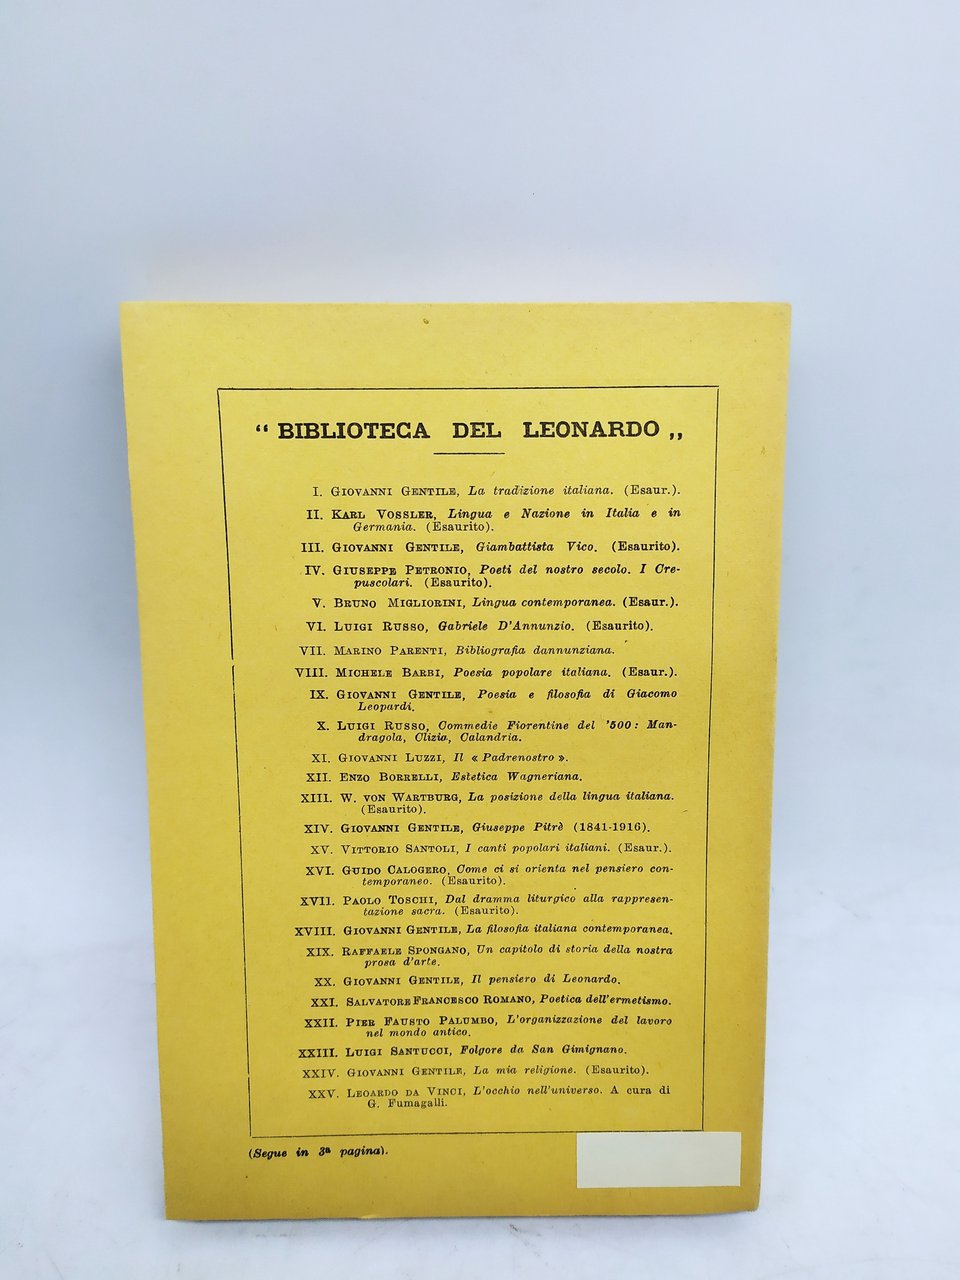 “ BIBLIOTECA DEL LEONARDO „
I. Giovanni Gentile, La tradizione italiana. (Esaur.).
II. Karl Vossler, Lingua e Nazione in Italia e in
Germania. (Esaurito).
III. Giovanni Gentile, Giambattista Vico. (Esaurito).
IV. Giuseppe Petronio, Poeti del nostro secolo. I Cre-
puscolari. (Esaurito).
V. Bruno Migliorini, Lingua contemporanea. (Esaur.).
VI. Luigi Russo, Gabriele D'Annunzio. (Esaurito).
VII. Marino Parenti, Bibliografia dannunziana.
VIII. Michele Barbi, Poesia popolare italiana. (Esaur.).
IX. Giovanni Gentile, Poesia e filosofia di Giacomo
Leopardi.
X. Luigi Russo, Commedie Fiorentine del '500: Man-
dragola, Clizia, Calandria.
XI. Giovanni Luzzi, Il « Padrenostro ».
XII. Enzo Borrelli, Estetica Wagneriana.
XIII. W. von Wartburg, La posizione della lingua italiana.
(Esaurito).
XIV. Giovanni Gentile, Giuseppe Pitrè (1841-1916).
XV. Vittorio Santoli, I canti popolari italiani. (Esaur.).
XVI. Guido Calogero, Come ci si orienta nel pensiero con-
temporaneo. (Esaurito).
XVII. Paolo Toschi, Dal dramma liturgico alla rappresen-
tazione sacra. (Esaurito).
XVIII. Giovanni Gentile, La filosofia italiana contemporanea.
XIX. Raffaele Spongano, Un capitolo di storia della nostra
prosa d'arte.
XX. Giovanni Gentile, Il pensiero di Leonardo.
XXI. Salvatore Francesco Romano, Poetica dell'ermetismo.
XXII. Pier Fausto Palumbo, L'organizzazione del lavoro
nel mondo antico.
XXIII. Luigi Santucci, Folgore da San Gimignano.
XXIV. Giovanni Gentile, La mia religione. (Esaurito).
XXV. Leoardo da Vinci, L'occhio nell'universo. A cura di
G. Fumagalli.
(Segue in 3ª pagina).